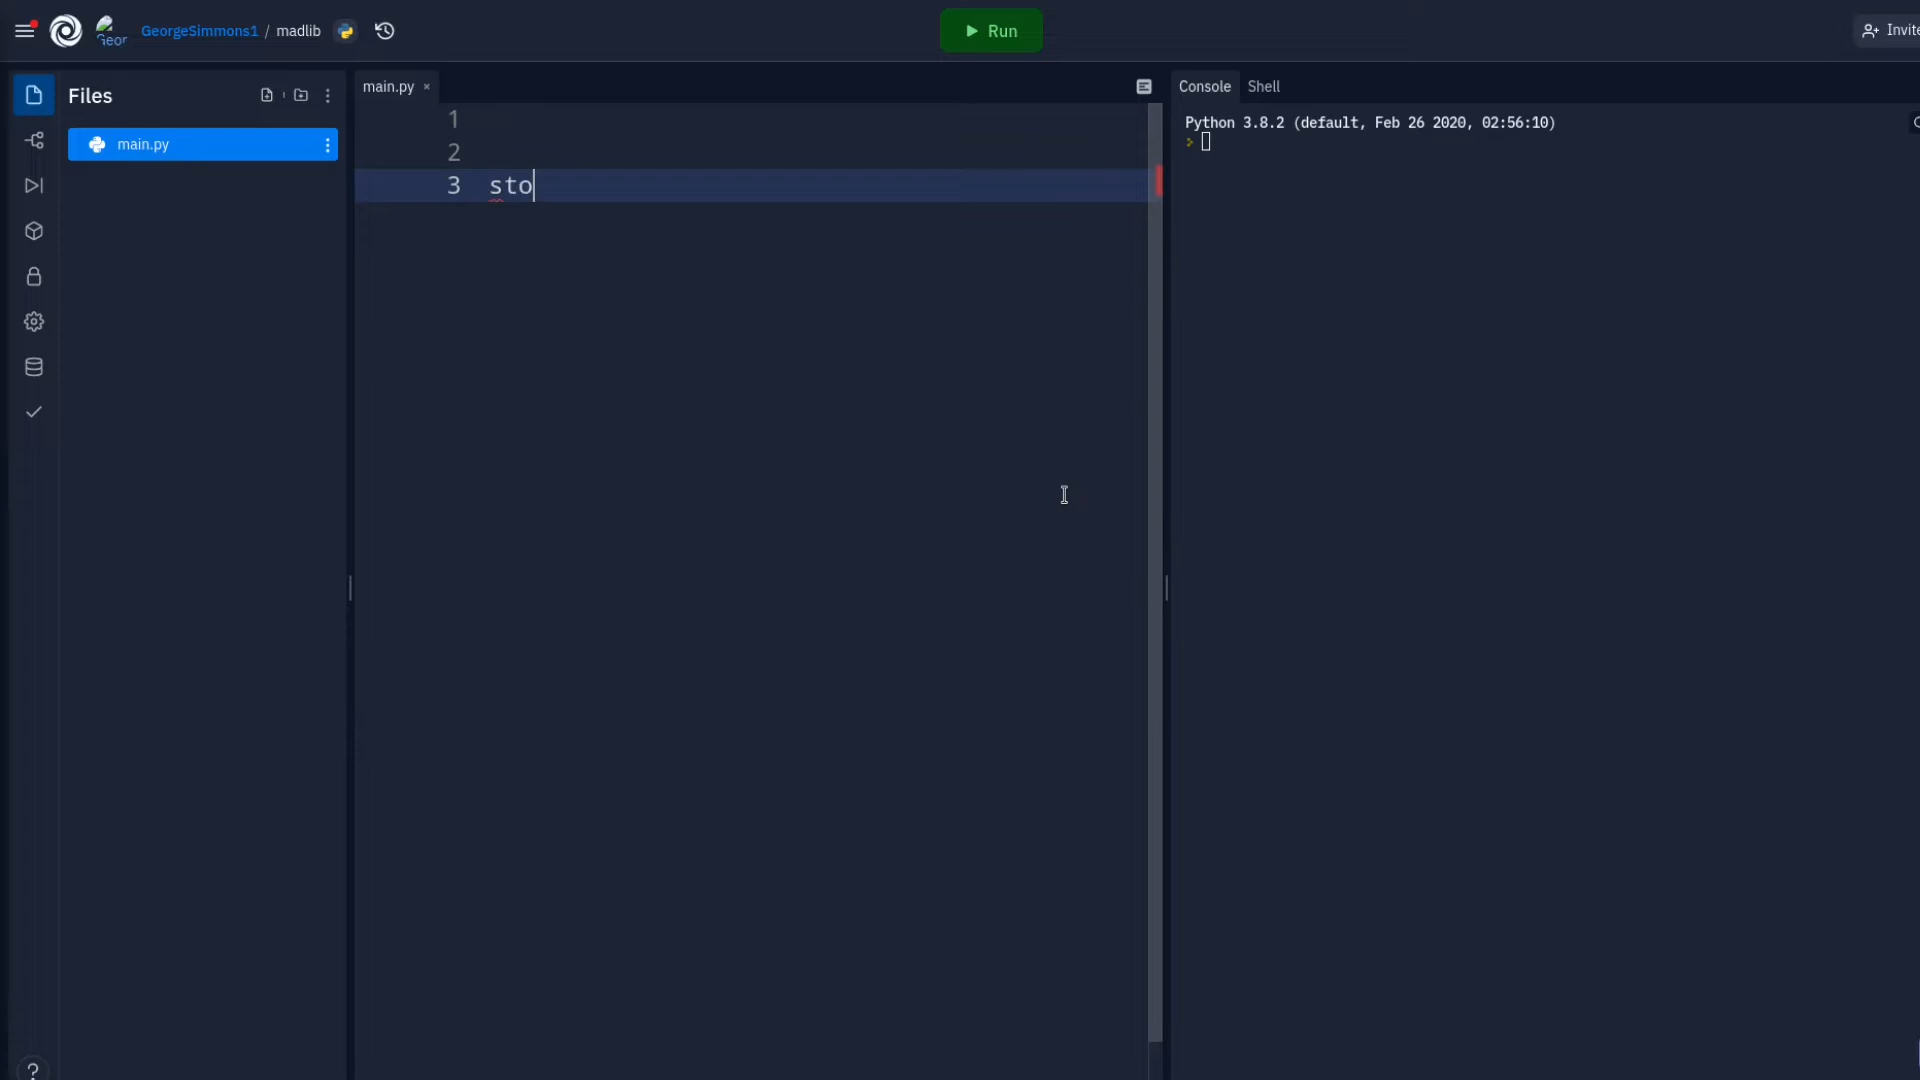 GeorgeSimmons1 / madlib
Run
Invite
Files
main.py
main.py ×
1
2
3 sto
Console Shell
Python 3.8.2 (default, Feb 26 2020, 02:56:10)
Geor
?